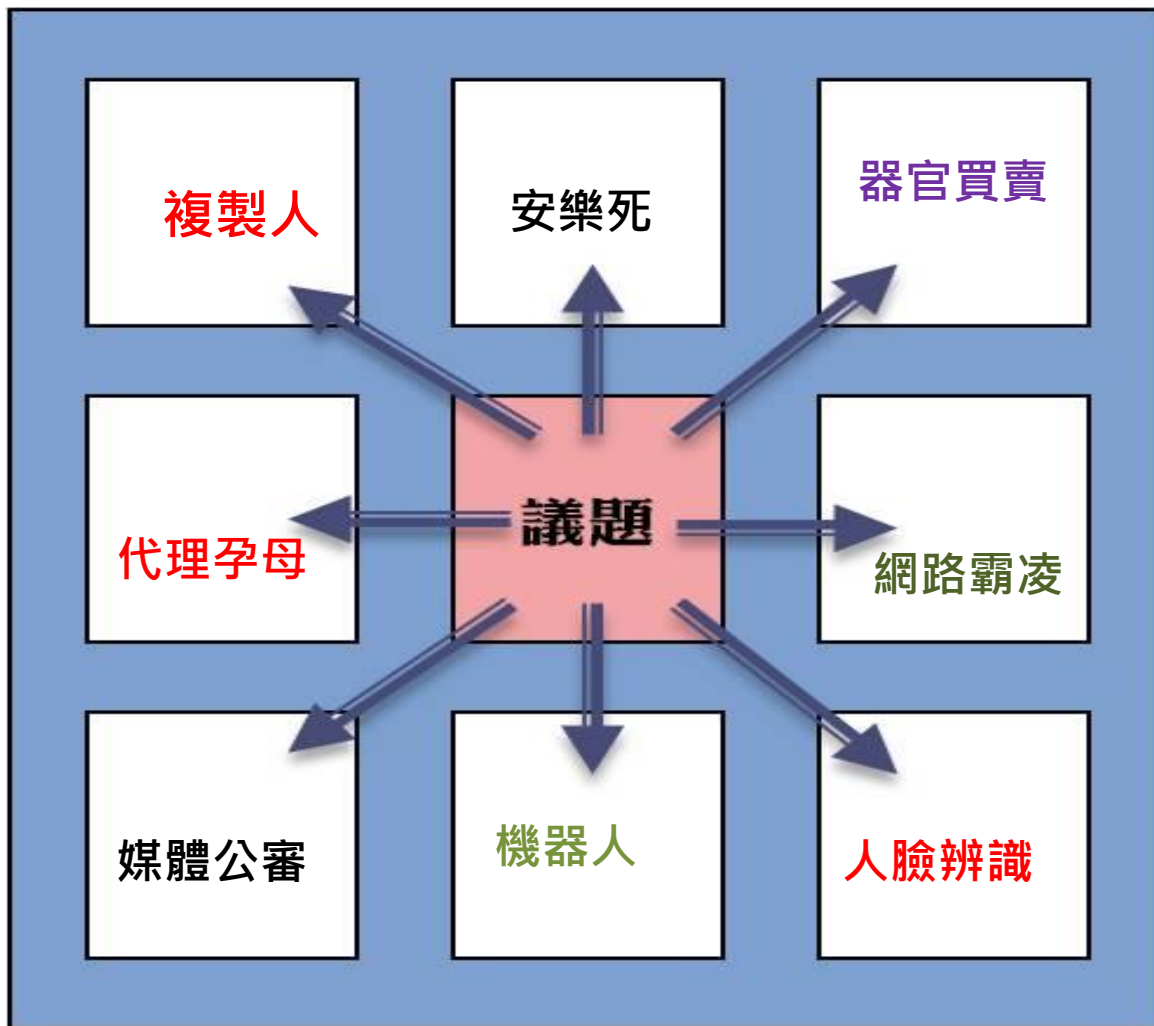 複製人
安樂死
器官買賣
代理孕母
議題
網路霸凌
媒體公審
機器人
人臉辨識